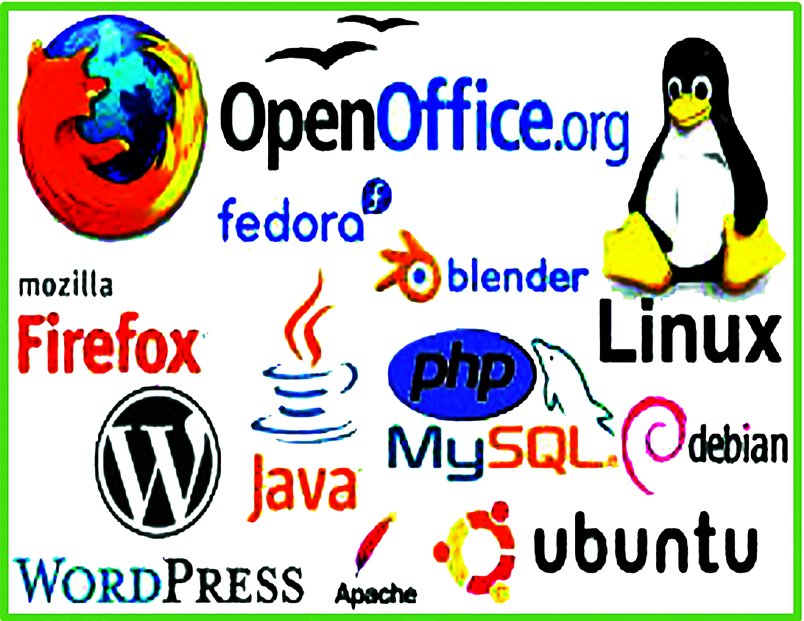 OpenOffice.org
fedora
blender
mozilla
Firefox
Linux
php
MySQL
debian
Java
ubuntu
WORDPRESS
Apache